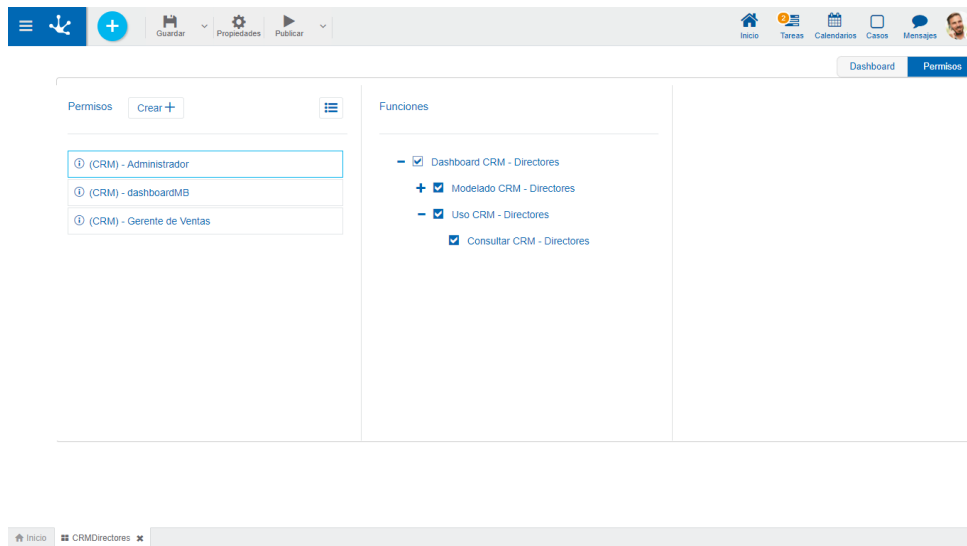 Guardar
Propiedades
Publicar
Inicio
2
Tareas
Calendarios
Casos
Mensajes
Dashboard
Permisos
Permisos
Crear +
Funciones
(CRM) - Administrador
(CRM) - dashboardMB
(CRM) - Gerente de Ventas
Dashboard CRM - Directores
Modelado CRM - Directores
Uso CRM - Directores
Consultar CRM - Directores
Inicio
CRMDirectores